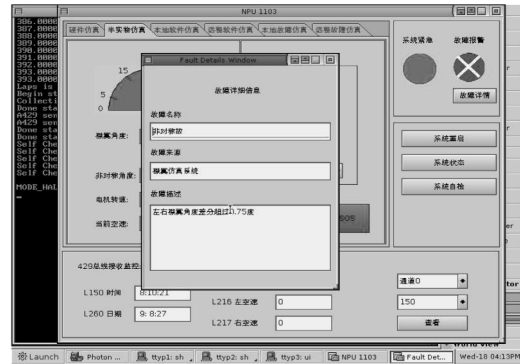 NPU 1103
386.0000
387.0000
388.0000
389.0000
390.0000
391.0000
392.0000
393.0000
393.0000
Laps is
Begin st
Collecti
Done sta
A429 sen
A429 sen
Done sta
Done sta
Self Che
Self Che
Self Che
Self Che
MODE_HAL
硬件仿真 半实物仿真 本地软件仿真 远程软件仿真 本地故障仿真 远程故障仿真
系统紧急 故障报警
故障详情
系统重启
系统状态
系统自检
15
5
0
襟翼角度:
非对称角度:
电机转速:
当前空速:
Fault Details Window
故障详细信息
故障名称
非对称故
故障来源
襟翼仿真系统
故障描述
左右襟翼角度差分超过0.75度
429总线接收监控:
L150 时间 8:10:21
L216 左空速 0
通道0
L260 日期 9: 8:27
L217 右空速 0
150
查看
Launch Photon ... ttyp1: sh ttyp2: sh ttyp3: ui NPU 1103 Fault Det... Wed-18 04:13PM